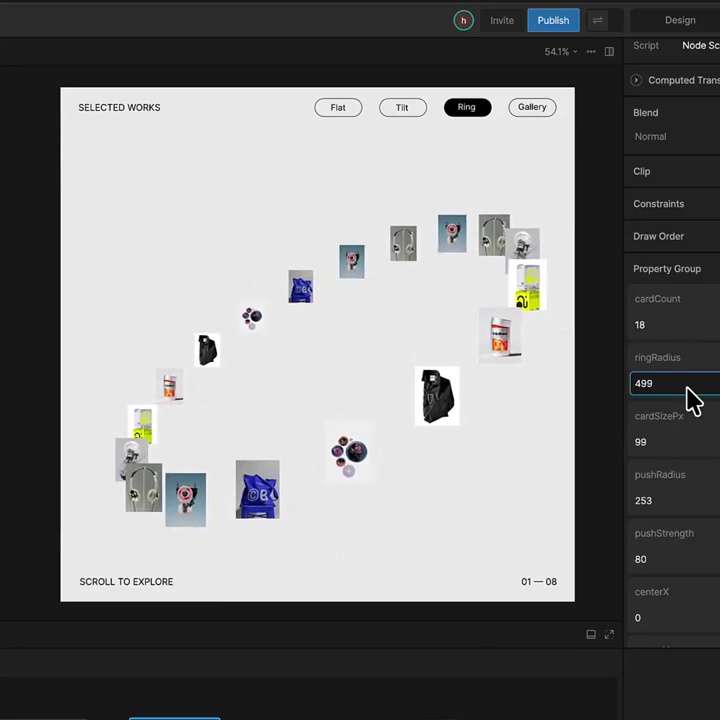 h
Invite
Publish
Design
54.1%
Script
Node Sc
Computed Trans
Blend
Normal
Clip
Constraints
Draw Order
Property Group
cardCount
18
ringRadius
499
cardSizePx
99
pushRadius
253
pushStrength
80
centerX
0
SELECTED WORKS
Flat
Tilt
Ring
Gallery
SCROLL TO EXPLORE
01 — 08